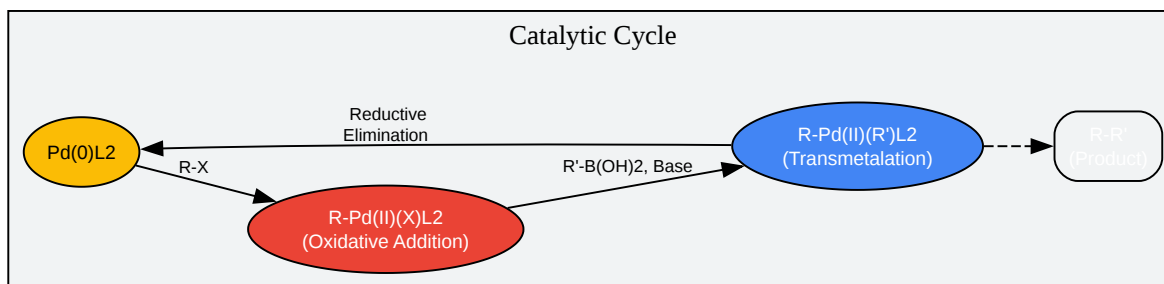 Catalytic Cycle
Reductive
Elimination
Pd(0)L2
R-X
R-Pd(II)(X)L2
(Oxidative Addition)
R'-B(OH)2, Base
R-Pd(II)(R')L2
(Transmetalation)
R-R'
(Product)